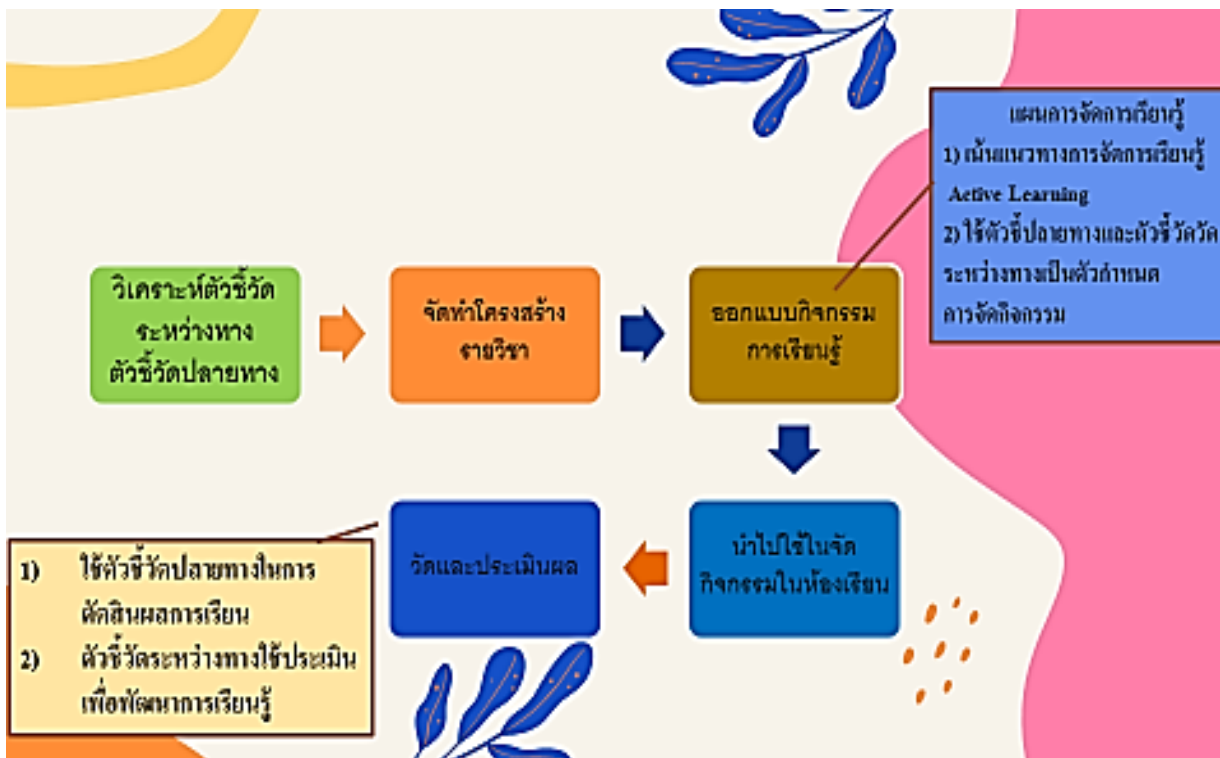 แผนการจัดการเรียนรู้
1) เน้นแนวทางการจัดการเรียนรู้
Active Learning
2) ใช้ตัวชี้ปลายทางและตัวชี้วัดวัด
ระหว่างทางเป็นตัวกำหนด
การจัดกิจกรรม
วิเคราะห์ตัวชี้วัด
ระหว่างทาง
ตัวชี้วัดปลายทาง
จัดทำโครงสร้าง
รายวิชา
ออกแบบกิจกรรม
การเรียนรู้
นำไปใช้ในจัด
กิจกรรมในห้องเรียน
วัดและประเมินผล
1) ใช้ตัวชี้วัดปลายทางในการ
ตัดสินผลการเรียน
2) ตัวชี้วัดระหว่างทางใช้ประเมิน
เพื่อพัฒนาการเรียนรู้